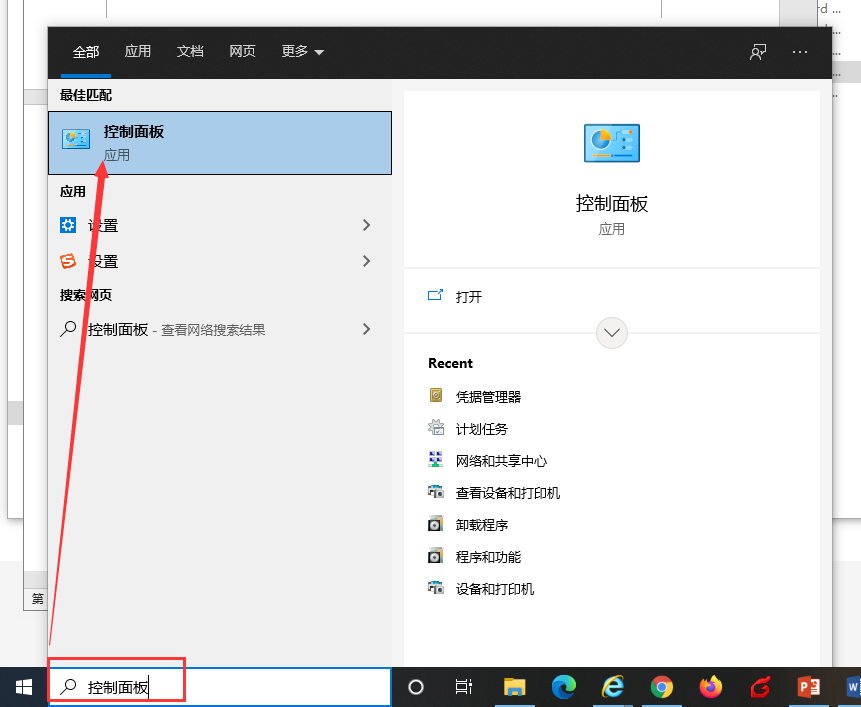 rd ...
全部 应用 文档 网页 更多
...
最佳匹配
控制面板
应用
应用
设置
设置
搜索网页
控制面板 - 查看网络搜索结果
控制面板
应用
打开
Recent
凭据管理器
计划任务
网络和共享中心
查看设备和打印机
卸载程序
程序和功能
设备和打印机
第
控制面板